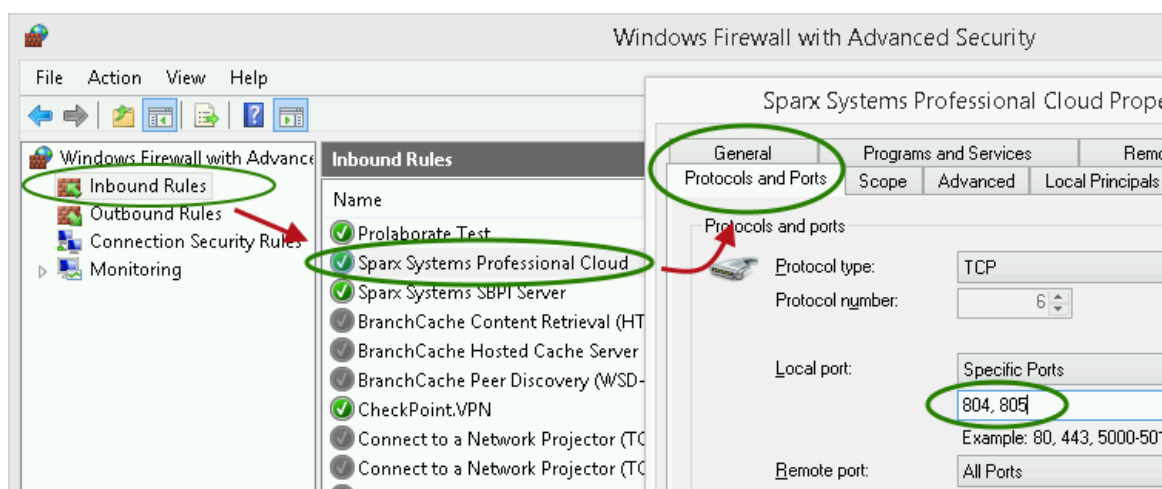 Windows Firewall with Advanced Security
File Action View Help
Windows Firewall with Advance
Inbound Rules
Outbound Rules
Connection Security Rules
Monitoring
Inbound Rules
Name
Prolaborate Test
Sparx Systems Professional Cloud
Sparx Systems SBPI Server
BranchCache Content Retrieval (HT
BranchCache Hosted Cache Server
BranchCache Peer Discovery (WSD-
CheckPoint.VPN
Connect to a Network Projector (TC
Connect to a Network Projector (TC
Sparx Systems Professional Cloud Prope
General Programs and Services Remo
Protocols and Ports Scope Advanced Local Principals
Protocols and ports
Protocol type: TCP
Protocol number: 6
Local port: Specific Ports
804, 805
Example: 80, 443, 5000-501
Remote port: All Ports